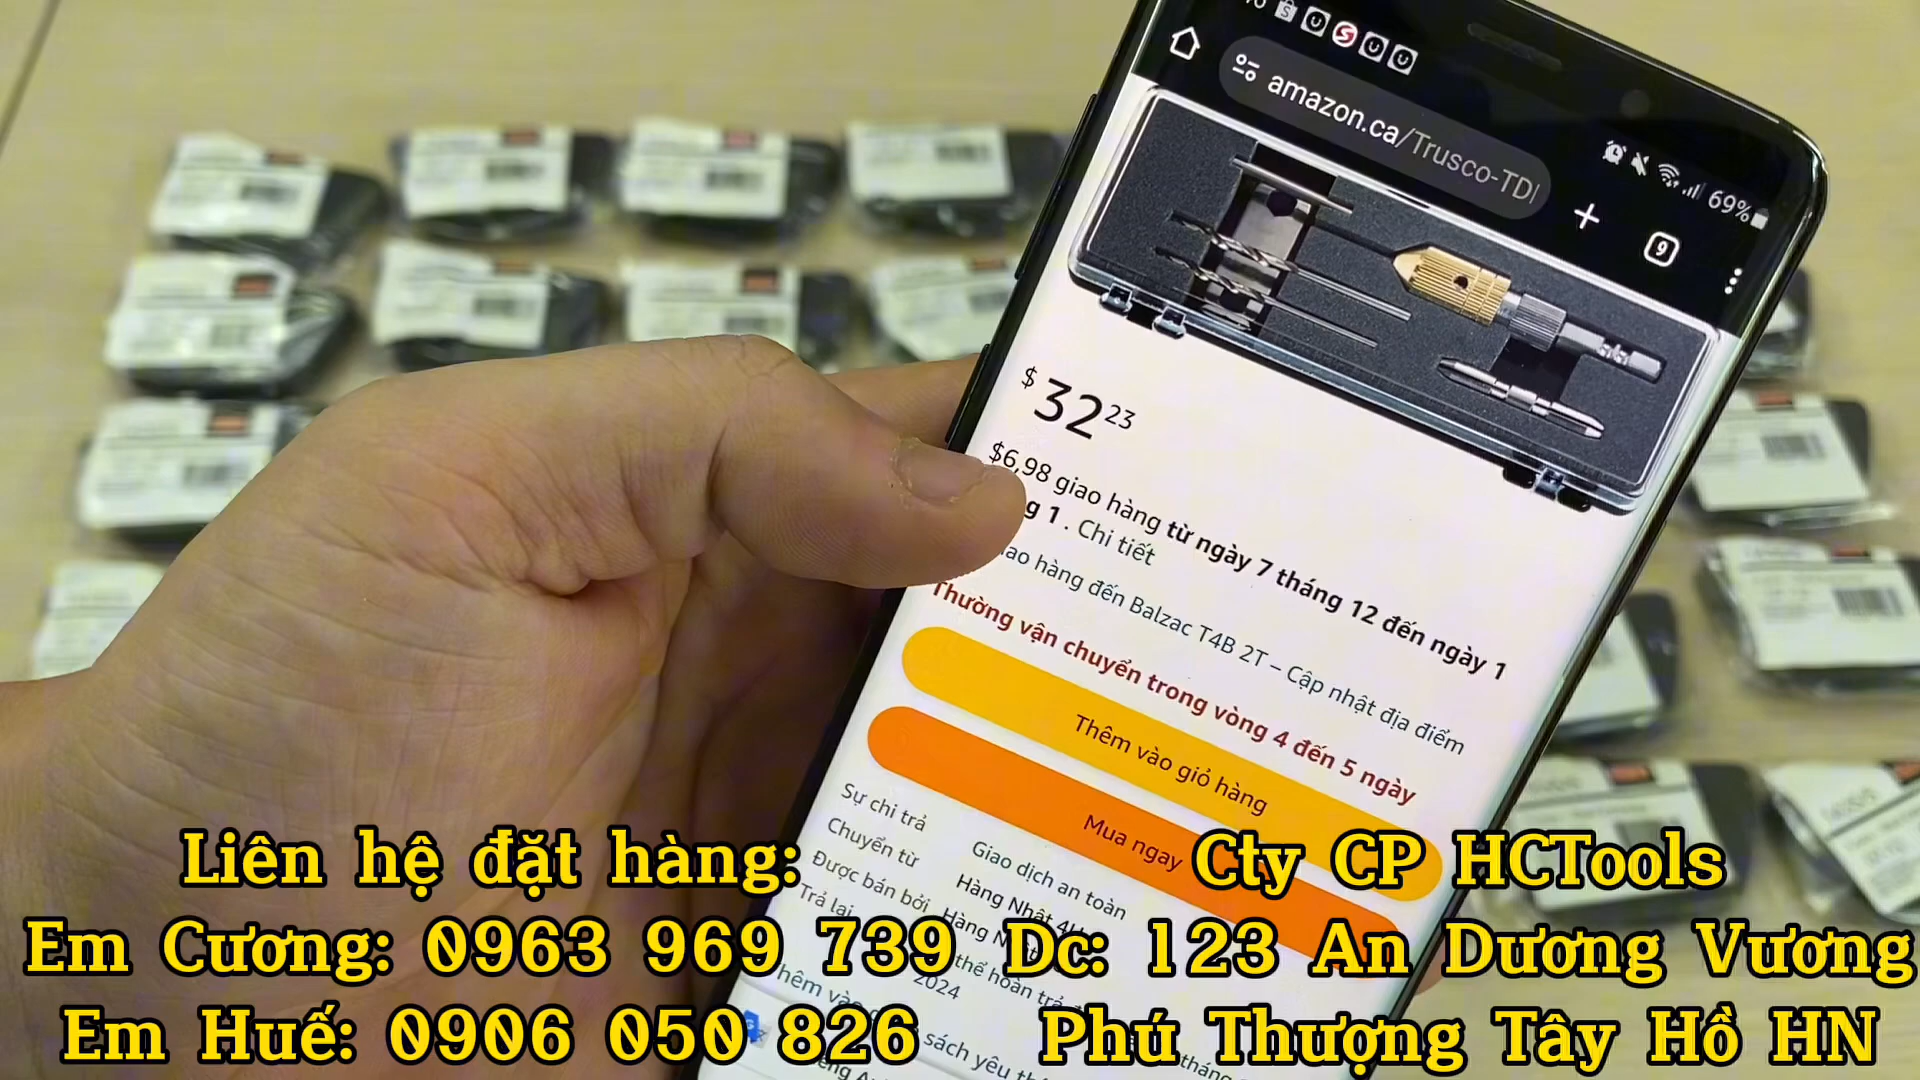 amazon.ca/Trusco-TD
69%
9
$32 23
$6,98 giao hàng từ ngày 7 tháng 12 đến ngày 1
g 1. Chi tiết
ao hàng đến Balzac T4B 2T – Cập nhật địa điểm
Thường vận chuyển trong vòng 4 đến 5 ngày
Thêm vào giỏ hàng
Mua ngay
Sự chi trả
Giao dịch an toàn
Chuyển từ
Hàng Nhật
Được bán bởi
Trả lại
thể hoàn trả
2024
sách yêu
Liên hệ đặt hàng:
Em Cương: 0963 969 739
Em Huế: 0906 050 826
Cty CP HCTools
Dc: 123 An Dương Vương
Phú Thượng Tây Hồ HN